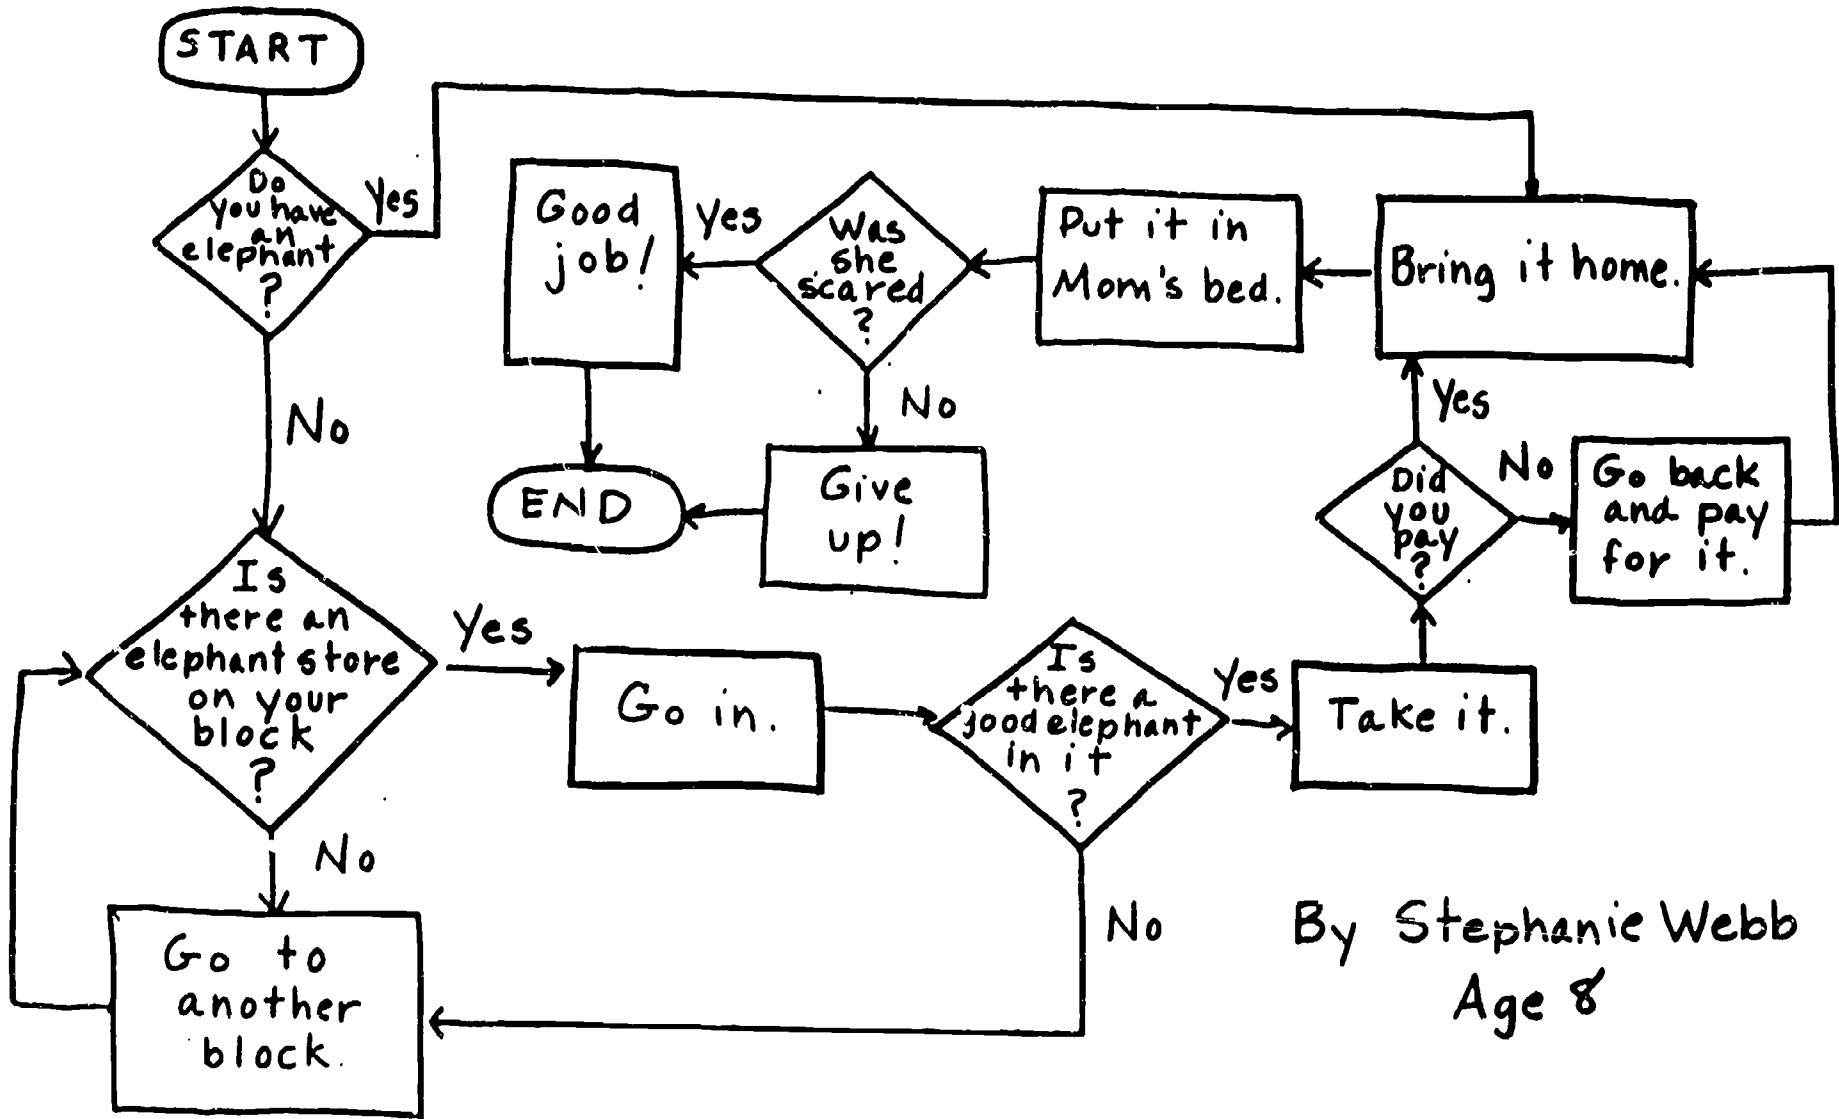 START
Do
you have
an
elephant
?
Yes
No
Good
job!
Yes
Was
she
scared
?
No
Put it in
Mom's bed.
Bring it home.
END
Give
up!
Yes
Did
you
pay
?
No
Go back
and pay
for it.
Is
there an
elephant store
on your
block
?
Yes
Go in.
Is
there a
good elephant
in it
?
Yes
Take it.
No
No
Go to
another
block.
By Stephanie Webb
Age 8